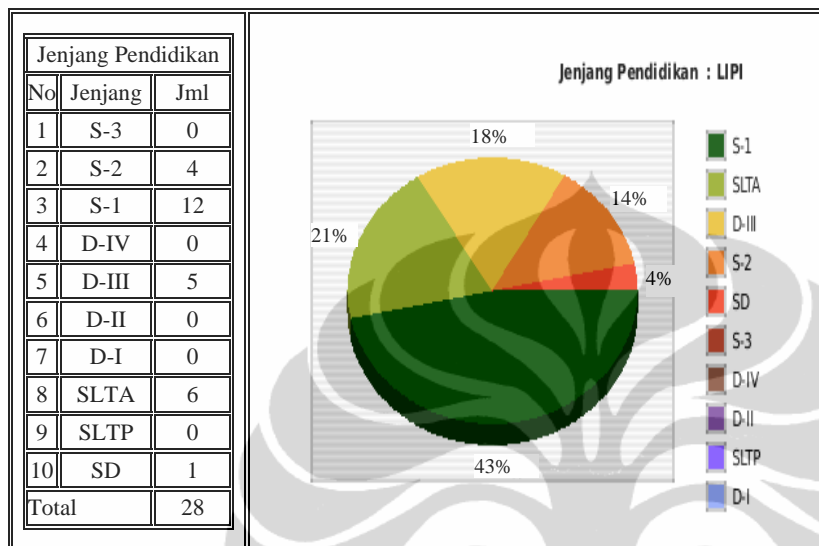 Jenjang Pendidikan
No Jenjang Jml
1 S-3 0
2 S-2 4
3 S-1 12
4 D-IV 0
5 D-III 5
6 D-II 0
7 D-I 0
8 SLTA 6
9 SLTP 0
10 SD 1
Total 28
Jenjang Pendidikan : LIPI
18%
14%
21%
4%
43%
S-1
SLTA
D-III
S-2
SD
S-3
D-IV
D-II
SLTP
D-I